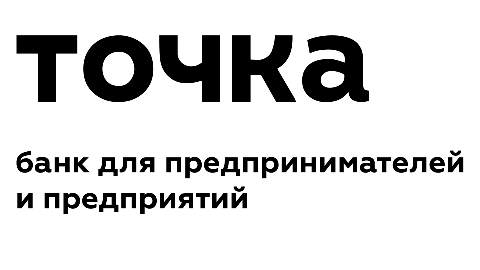 точка
банк для предпринимателей
и предприятий